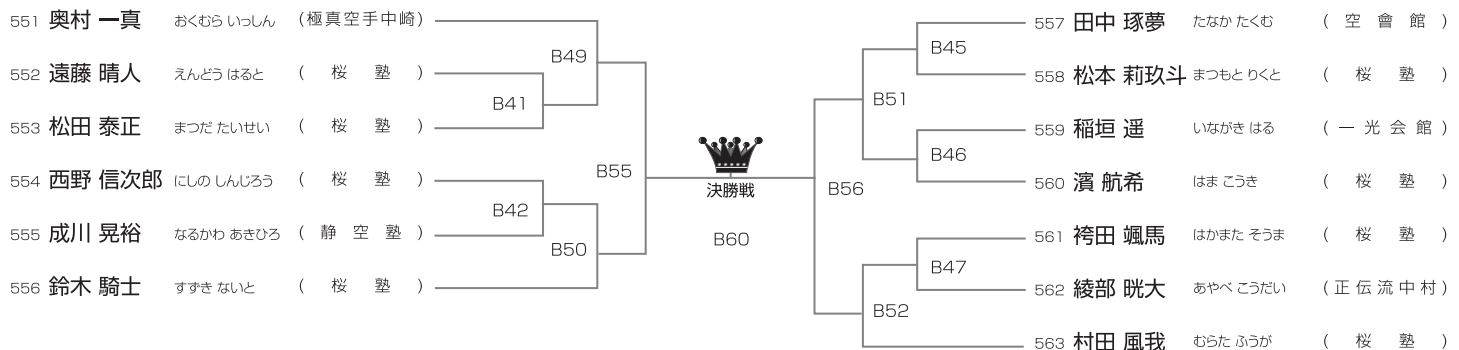 551 奥村 一真 おくむら いっしん (極真空手中崎)
B49
552 遠藤 晴人 えんどう はると ( 桜 塾 )
B41
553 松田 泰正 まつだ たいせい ( 桜 塾 )
B55
554 西野 信次郎 にしの しんじろう ( 桜 塾 )
B42
555 成川 晃裕 なるかわ あきひろ ( 静 空 塾 )
B50
556 鈴木 騎士 すずき ないと ( 桜 塾 )
決勝戦
B60
557 田中 琢夢 たなか たくむ ( 空 會 館 )
B45
558 松本 莉玖斗 まつもと りくと ( 桜 塾 )
B51
559 稲垣 遥 いながき はる ( 一 光 会 館 )
B46
560 濱 航希 はま こうき ( 桜 塾 )
B56
561 袴田 颯馬 はかまた そうま ( 桜 塾 )
B47
562 綾部 晄大 あやべ こうだい ( 正 伝 流 中 村 )
B52
563 村田 風我 むらた ふうが ( 桜 塾 )